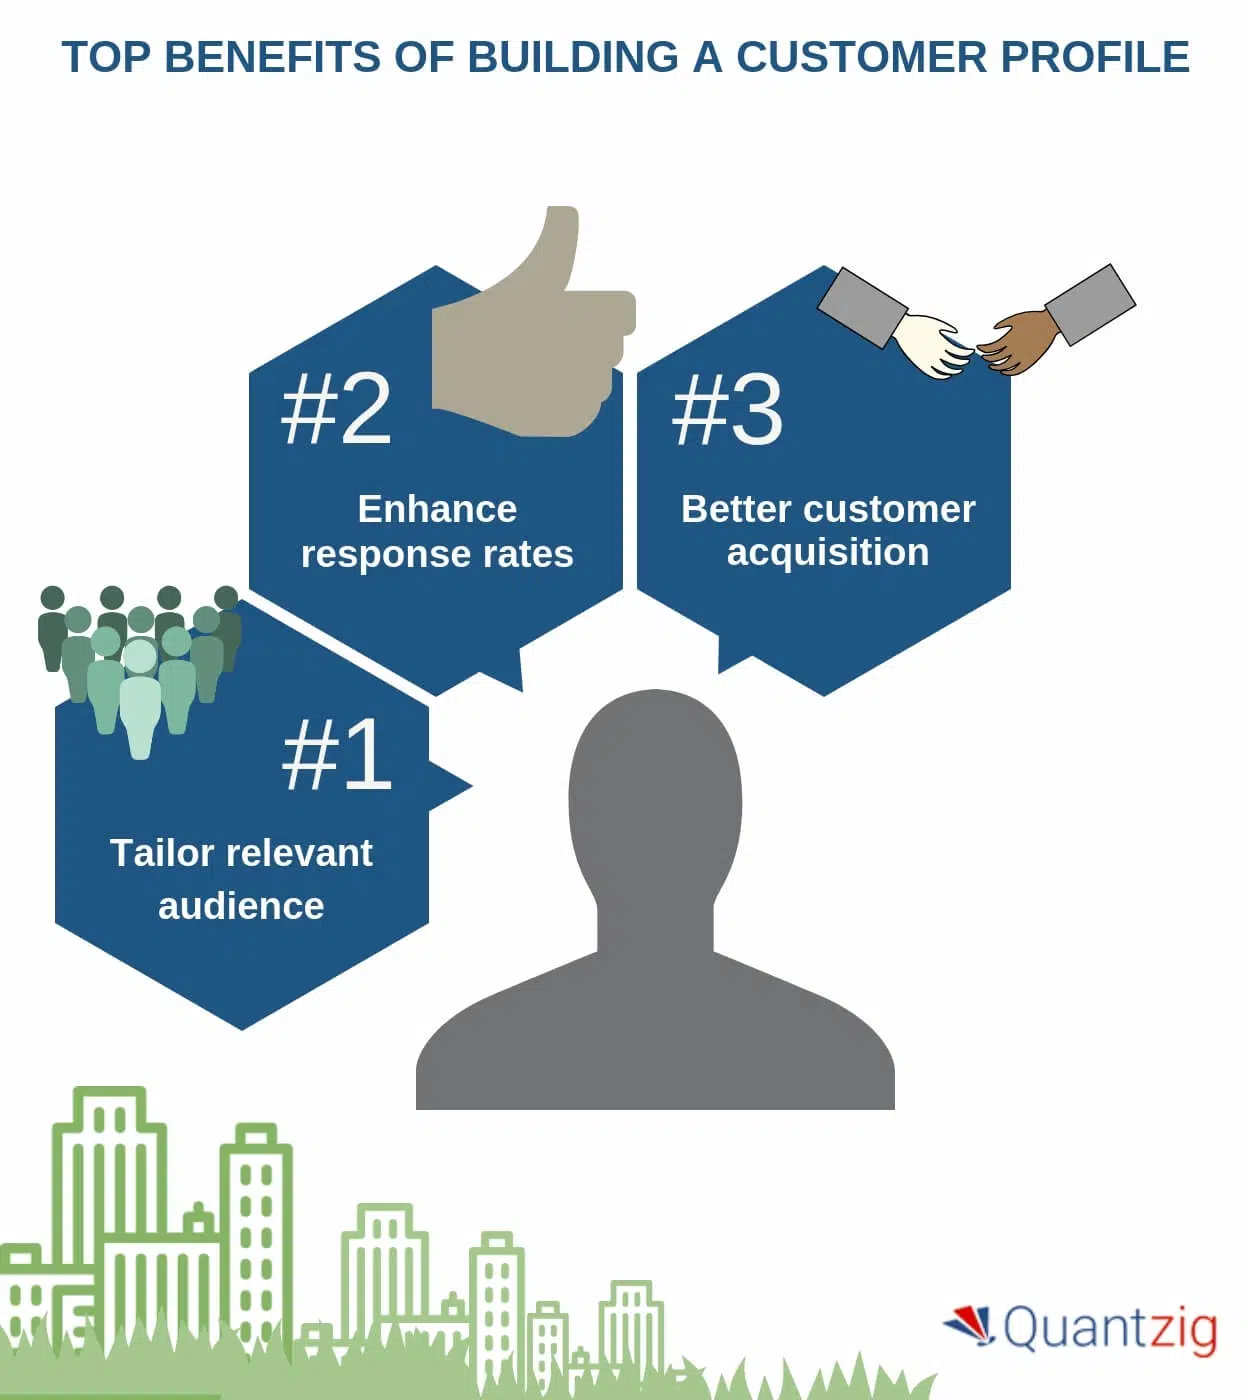 TOP BENEFITS OF BUILDING A CUSTOMER PROFILE
#1
Tailor relevant
audience
#2
Enhance
response rates
#3
Better customer
acquisition
Quantzig